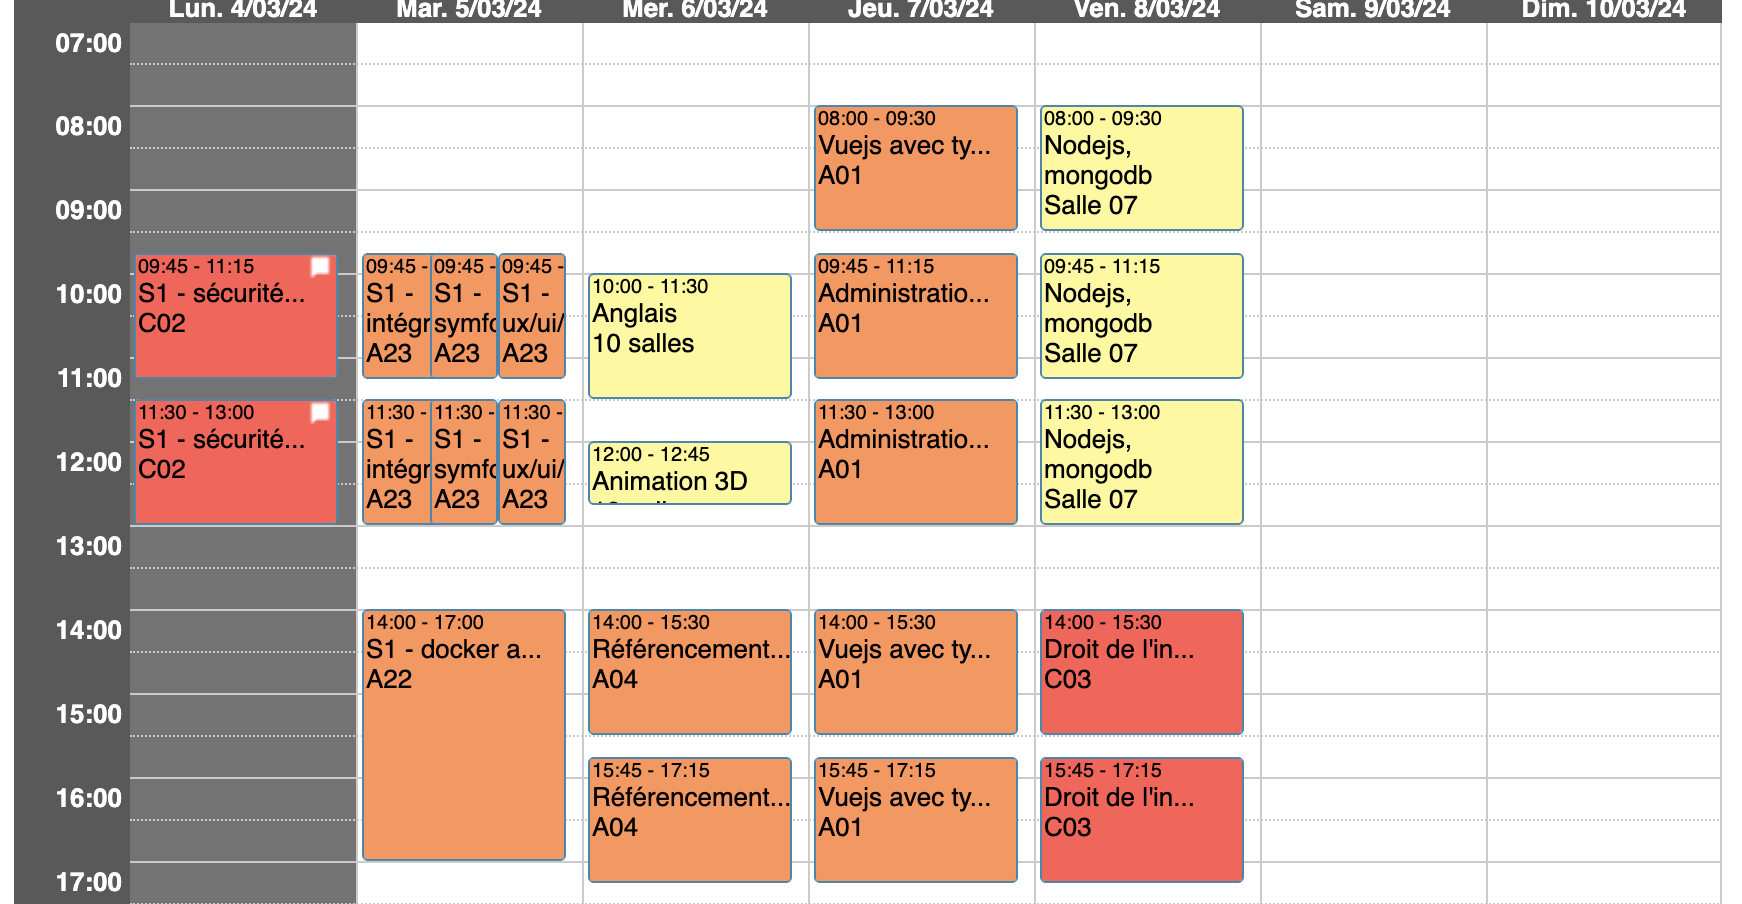 Lun. 4/03/24
Mar. 5/03/24
Mer. 6/03/24
Jeu. 7/03/24
Ven. 8/03/24
Sam. 9/03/24
Dim. 10/03/24
07:00
08:00
09:00
10:00
11:00
12:00
13:00
14:00
15:00
16:00
17:00
09:45 - 11:15
S1 - sécurité...
C02
11:30 - 13:00
S1 - sécurité...
C02
09:45 -
S1 -
intégr
A23
09:45 -
S1 -
symfo
A23
09:45 -
S1 -
ux/ui/
A23
11:30 -
S1 -
intégr
A23
11:30 -
S1 -
symfo
A23
11:30 -
S1 -
ux/ui/
A23
14:00 - 17:00
S1 - docker a...
A22
10:00 - 11:30
Anglais
10 salles
12:00 - 12:45
Animation 3D
14:00 - 15:30
Référencement...
A04
15:45 - 17:15
Référencement...
A04
08:00 - 09:30
Vuejs avec ty...
A01
09:45 - 11:15
Administratio...
A01
11:30 - 13:00
Administratio...
A01
14:00 - 15:30
Vuejs avec ty...
A01
15:45 - 17:15
Vuejs avec ty...
A01
08:00 - 09:30
Nodejs,
mongodb
Salle 07
09:45 - 11:15
Nodejs,
mongodb
Salle 07
11:30 - 13:00
Nodejs,
mongodb
Salle 07
14:00 - 15:30
Droit de l'in...
C03
15:45 - 17:15
Droit de l'in...
C03